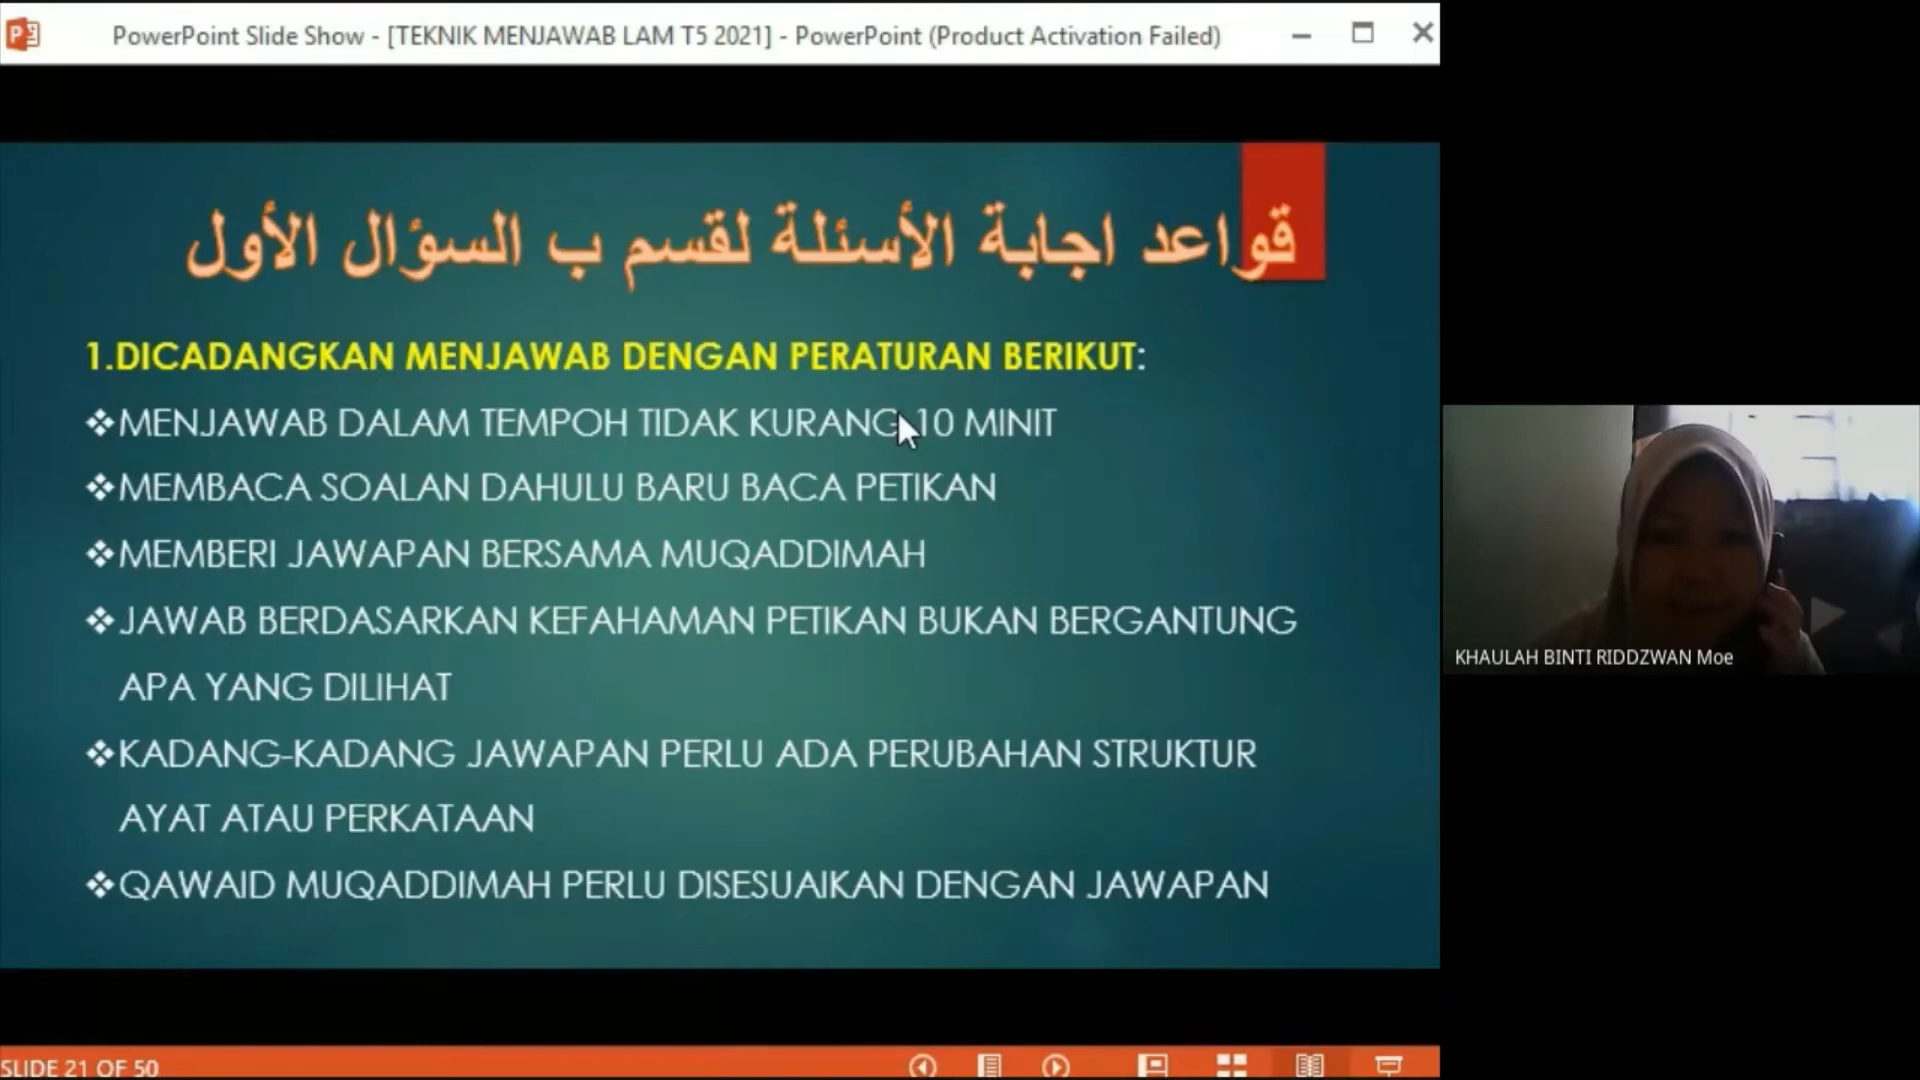 PowerPoint Slide Show - [TEKNIK MENJAWAB LAM T5 2021] - PowerPoint (Product Activation Failed)
قواعد اجابة الأسئلة لقسم ب السؤال الأول
1.DICADANGKAN MENJAWAB DENGAN PERATURAN BERIKUT:
❖MENJAWAB DALAM TEMPOH TIDAK KURANG 10 MINIT
❖MEMBACA SOALAN DAHULU BARU BACA PETIKAN
❖MEMBERI JAWAPAN BERSAMA MUQADDIMAH
❖JAWAB BERDASARKAN KEFAHAMAN PETIKAN BUKAN BERGANTUNG
APA YANG DILIHAT
❖KADANG-KADANG JAWAPAN PERLU ADA PERUBAHAN STRUKTUR
AYAT ATAU PERKATAAN
❖QAWAID MUQADDIMAH PERLU DISESUAIKAN DENGAN JAWAPAN
KHAULAH BINTI RIDDZWAN Moe
SLIDE 21 OF 50